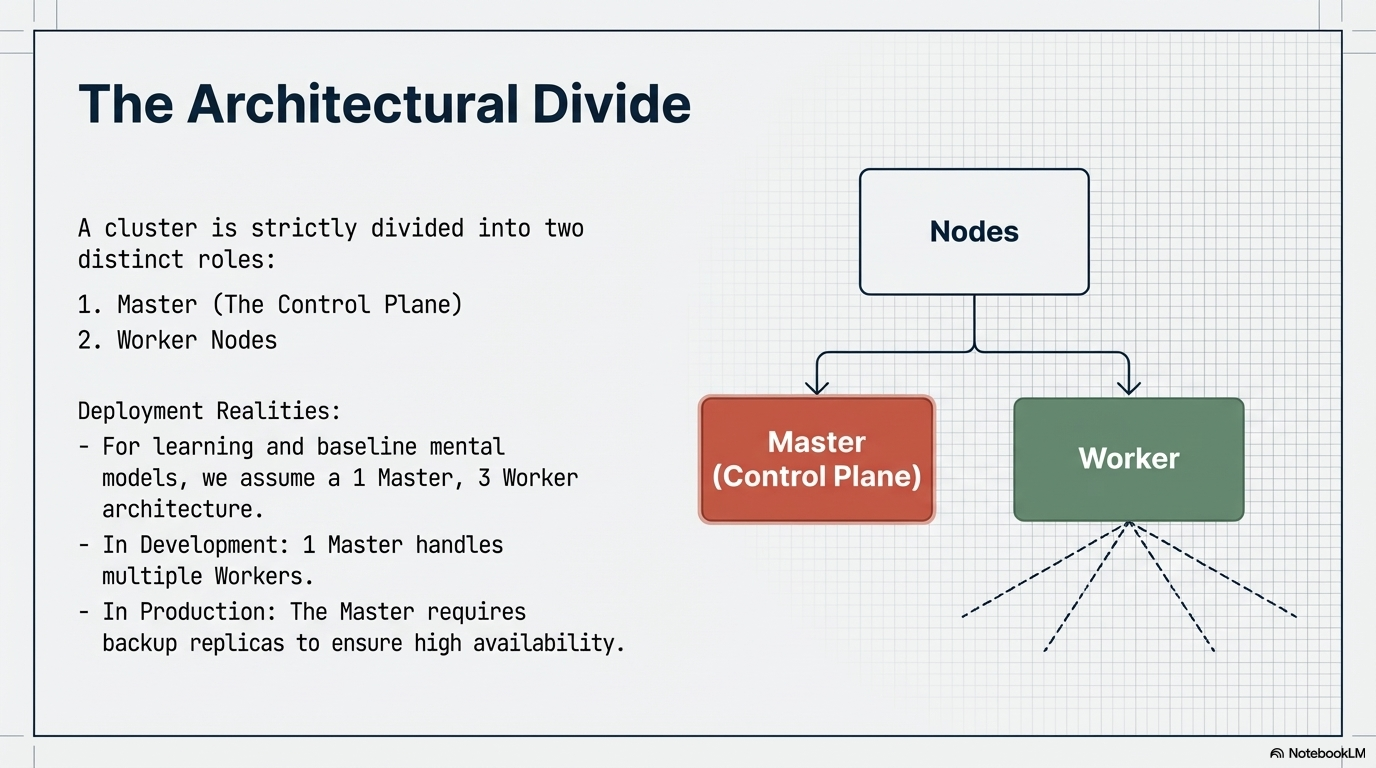 The Architectural Divide
A cluster is strictly divided into two
distinct roles:
1. Master (The Control Plane)
2. Worker Nodes
Deployment Realities:
- For learning and baseline mental
models, we assume a 1 Master, 3 Worker
architecture.
- In Development: 1 Master handles
multiple Workers.
- In Production: The Master requires
backup replicas to ensure high availability.
Nodes
Master
(Control Plane)
Worker
NotebookLM